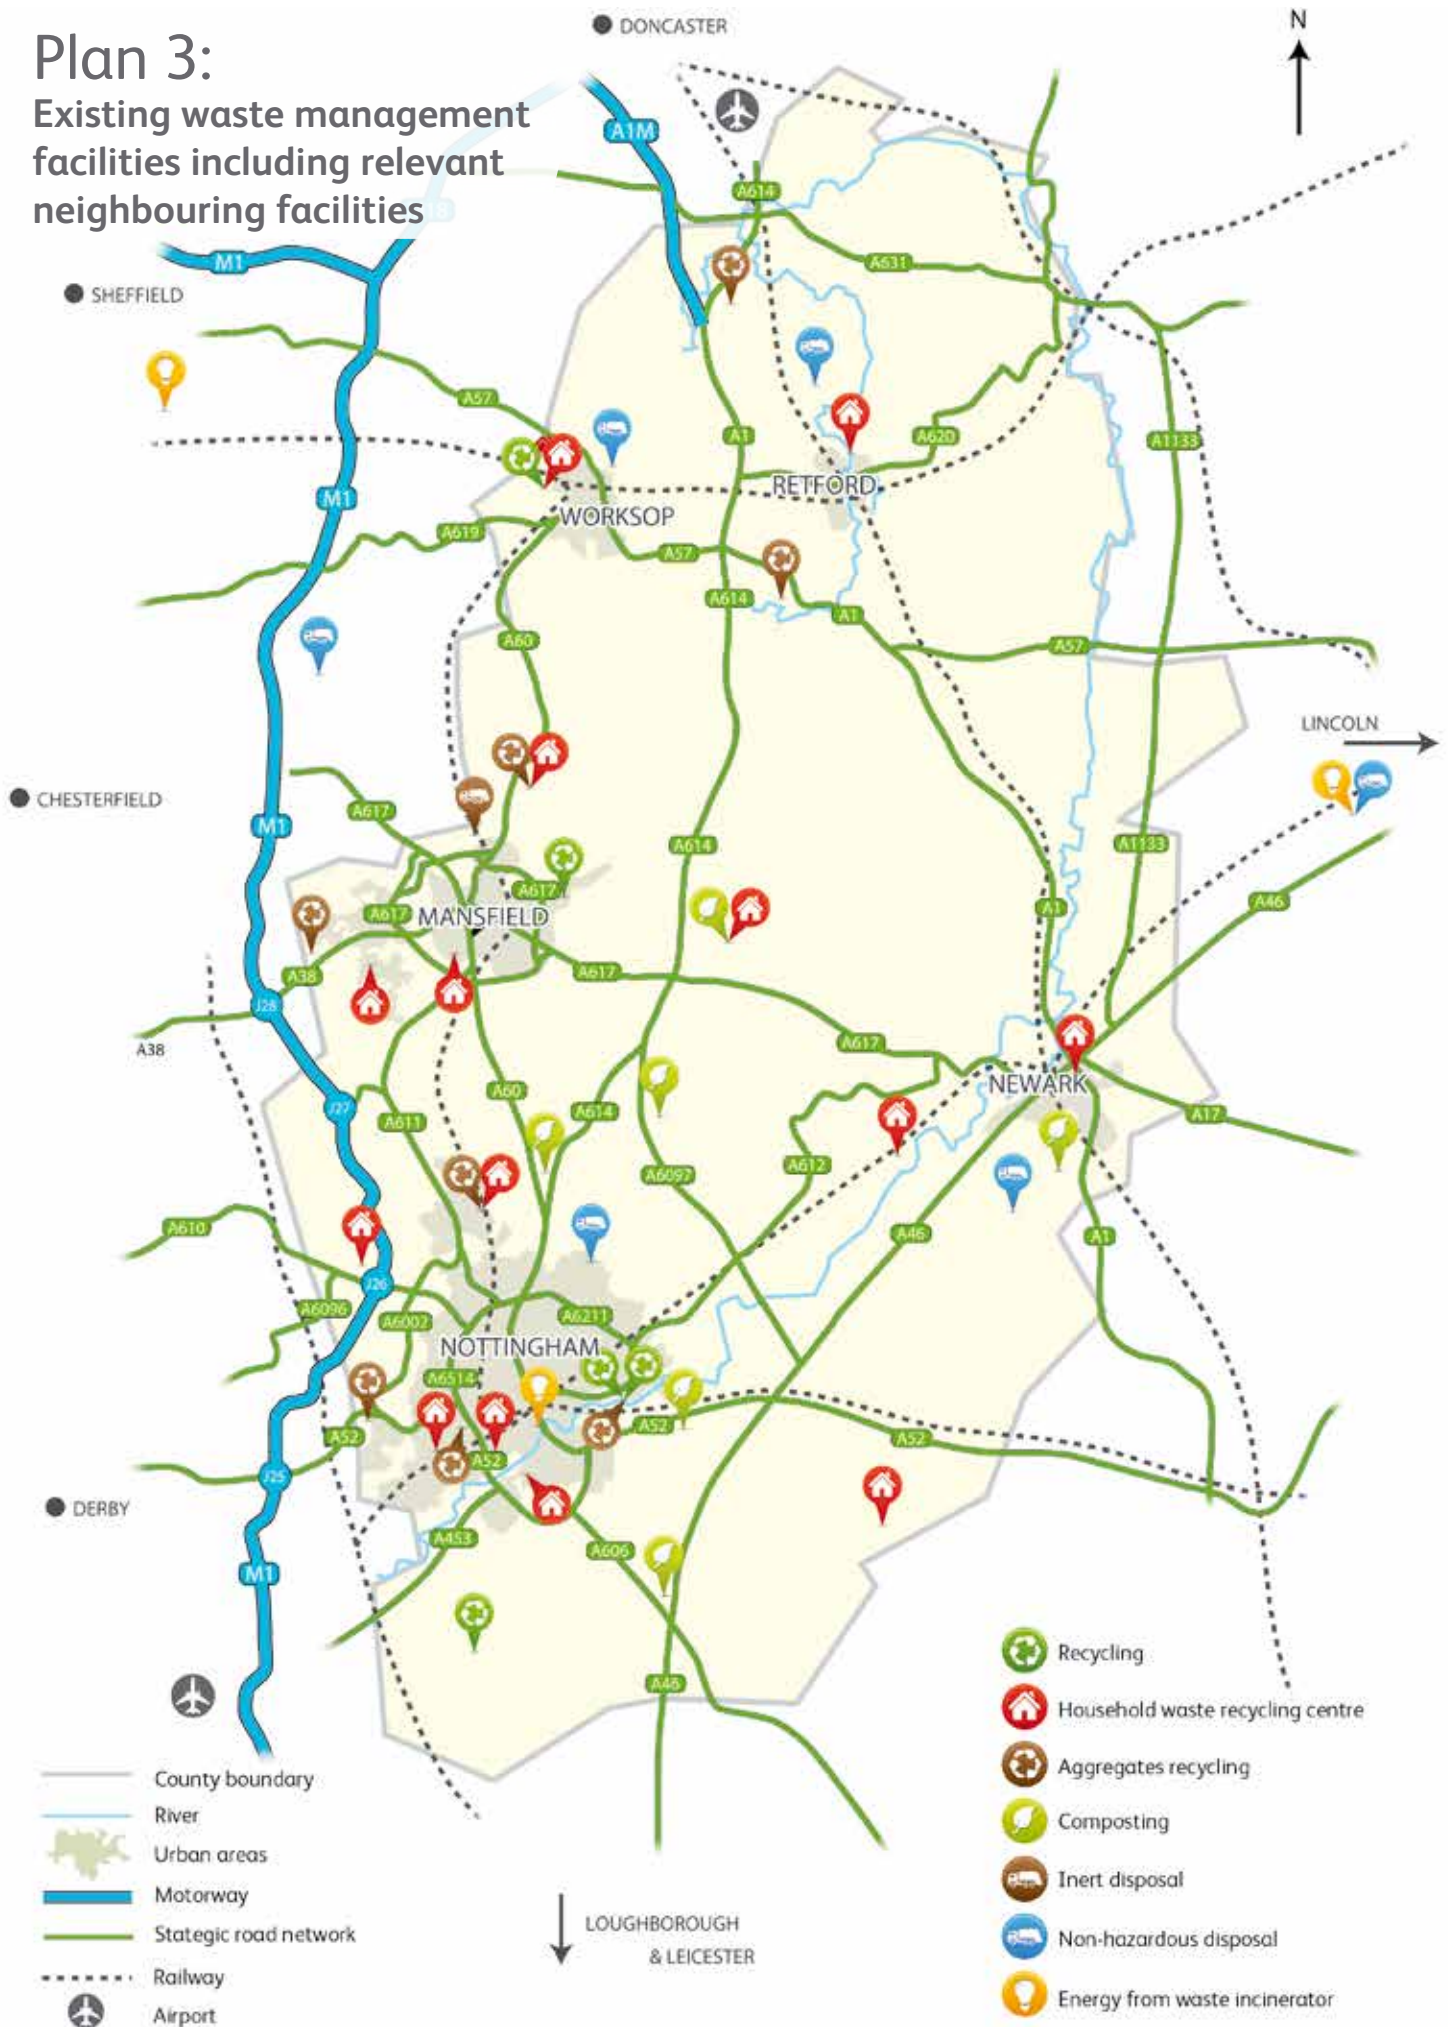 Plan 3:
Existing waste management
facilities including relevant
neighbouring facilities
DONCASTER
N
A1M
A614
M1
SHEFFIELD
A631
A57
A1
A620
A1133
RETFORD
M1
WORKSOP
A619
A57
A614
A1
A60
A57
LINCOLN
CHESTERFIELD
A617
M1
A614
A1133
A617
A617
MANSFIELD
A1
A46
A38
A617
J28
A38
A617
NEWARK
A60
A614
J27
A611
A17
A612
A6097
A610
A46
A1
J26
A6096
A6002
A6211
NOTTINGHAM
A6514
A52
A52
A52
A52
J25
DERBY
A453
A606
M1
A46
Recycling
Household waste recycling centre
Aggregates recycling
Composting
Inert disposal
Non-hazardous disposal
Energy from waste incinerator
County boundary
River
Urban areas
Motorway
Stategic road network
Railway
Airport
LOUGHBOROUGH
& LEICESTER